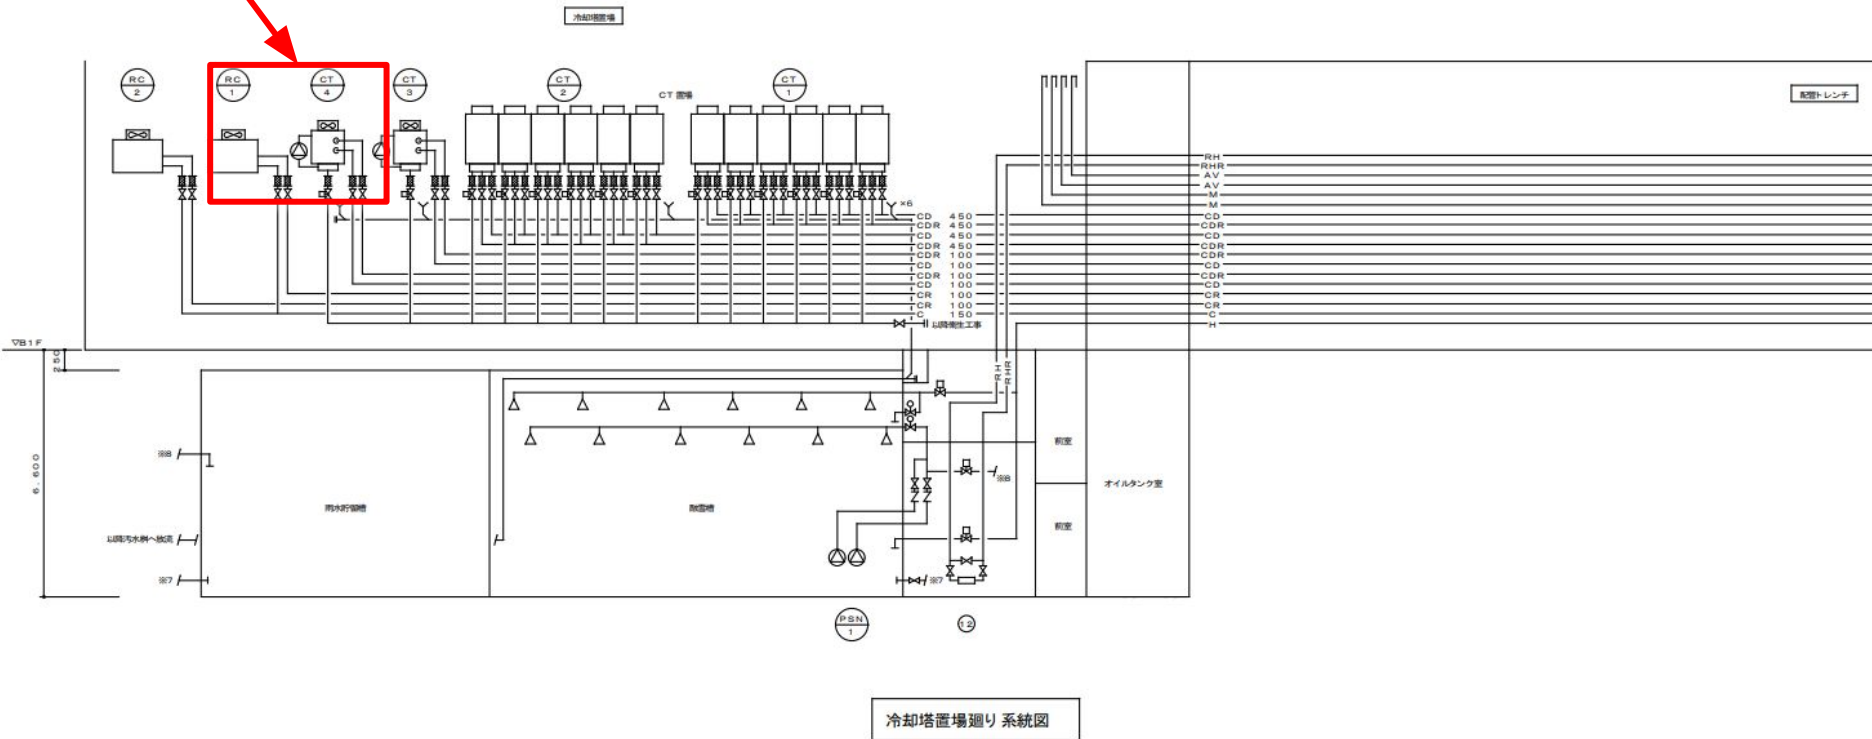 冷却塔置場
RC
2
RC
1
CT
4
CT
3
CT
2
CT 置場
CT
1
配管トレンチ
×6
RH
RHR
AV
AV
M
M
CD 450
CDR 450
CD 450
CDR 450
CDR 100
CD 100
CDR 100
CD 100
CR 100
CR 100
C 150
CD
CDR
CD
CDR
CDR
CD
CDR
CD
CR
CR
C
H
以降衛生工事
▽B1F
250
6,600
RH
RHR
※8
雨水貯留槽
融雪槽
以降汚水桝へ放流
※7
※8
※7
前室
前室
オイルタンク室
PSN
1
12
冷却塔置場廻り 系統図